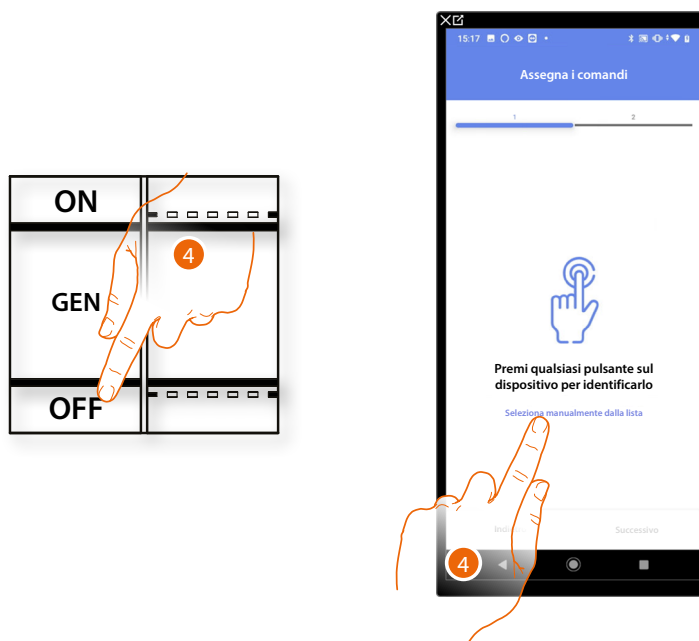 ON
GEN
OFF
4
15:17
Assegna i comandi
1 2
Premi qualsiasi pulsante sul
dispositivo per identificarlo
Seleziona manualmente dalla lista
Successivo
4